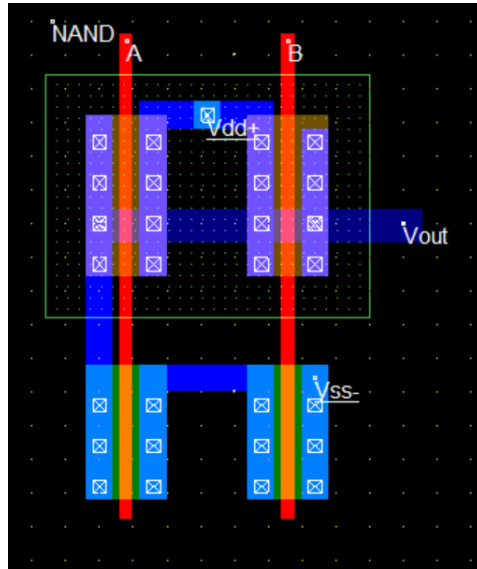 NAND
A
B
Vdd+
Vout
Vss-